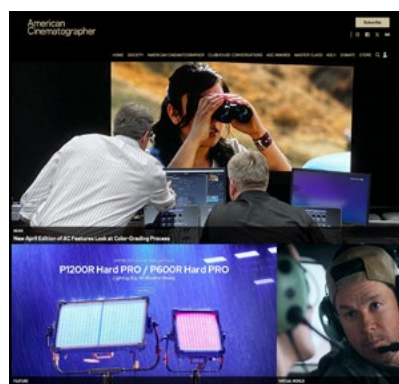 American
Cinematographer
Subscribe
HOME SOCIETY AMERICAN CINEMATOGRAPHER CLUBHOUSE CONVERSATIONS ASC AWARDS MASTER CLASS DONATE STORE
NEWS
New April Edition of AC Features Look at Color-Grading Process
P1200R Hard PRO / P600R Hard PRO
FEATURE
VIRTUAL WORLD